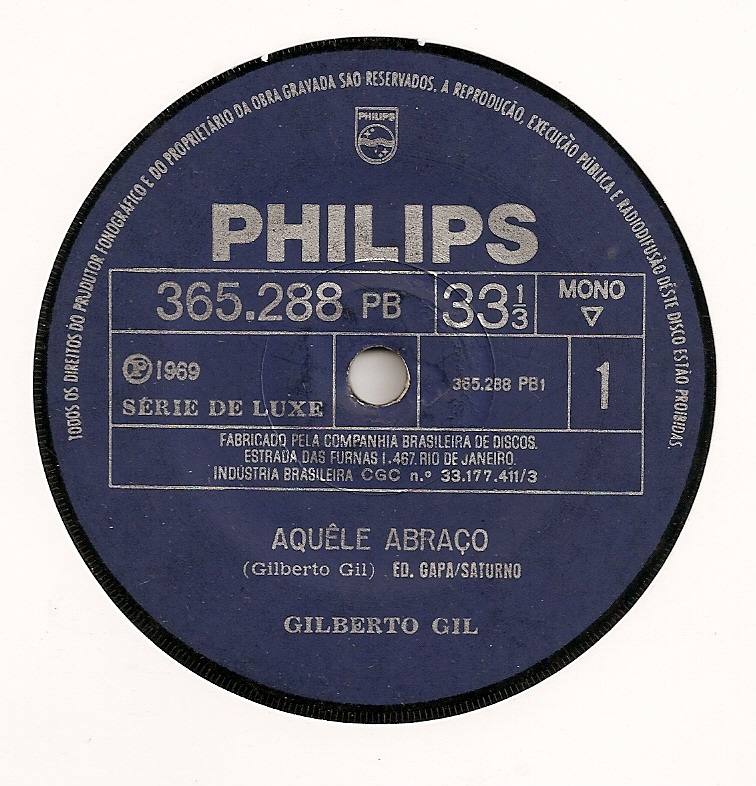 TODOS OS DIREITOS DO PRODUTOR FONOGRÁFICO E DO PROPRIETÁRIO DA OBRA GRAVADA SAO RESERVADOS. A REPRODUÇÃO, EXECUÇÃO PÚBLICA E RADIODIFUSÃO DÊSTE DISCO ESTÃO PROIBIDAS.
PHILIPS
PHILIPS
365.288 PB 33 1/3 MONO
Ⓟ 1969 365.288 PB1 1
SÉRIE DE LUXE
FABRICADO PELA COMPANHIA BRASILEIRA DE DISCOS.
ESTRADA DAS FURNAS 1.467. RIO DE JANEIRO.
INDÚSTRIA BRASILEIRA CGC n.º 33.177.411/3
AQUÊLE ABRAÇO
(Gilberto Gil) ED. GAPA/SATURNO
GILBERTO GIL